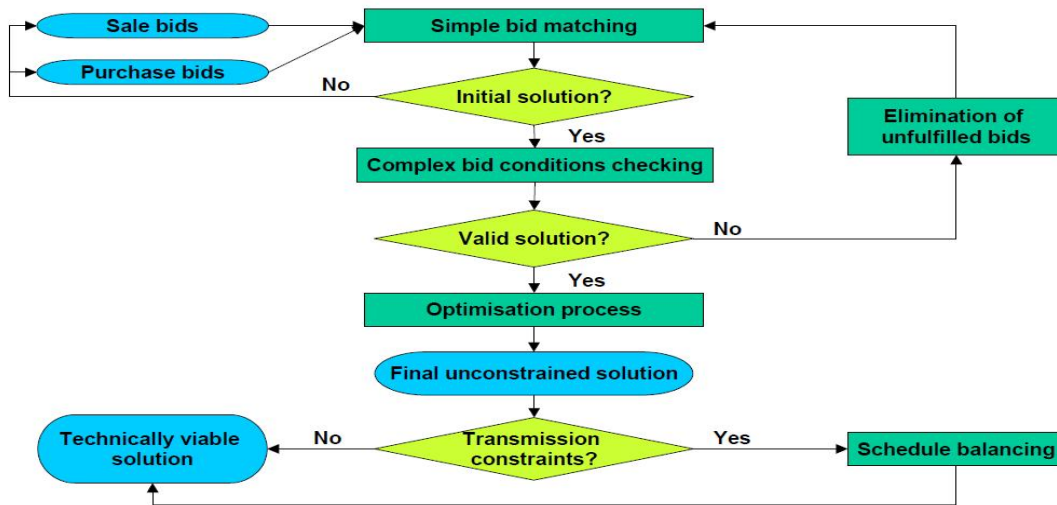 Sale bids
Simple bid matching
Purchase bids
No
Initial solution?
Yes
Elimination of
unfulfilled bids
Complex bid conditions checking
Valid solution?
No
Yes
Optimisation process
Final unconstrained solution
Technically viable
solution
No
Transmission
constraints?
Yes
Schedule balancing